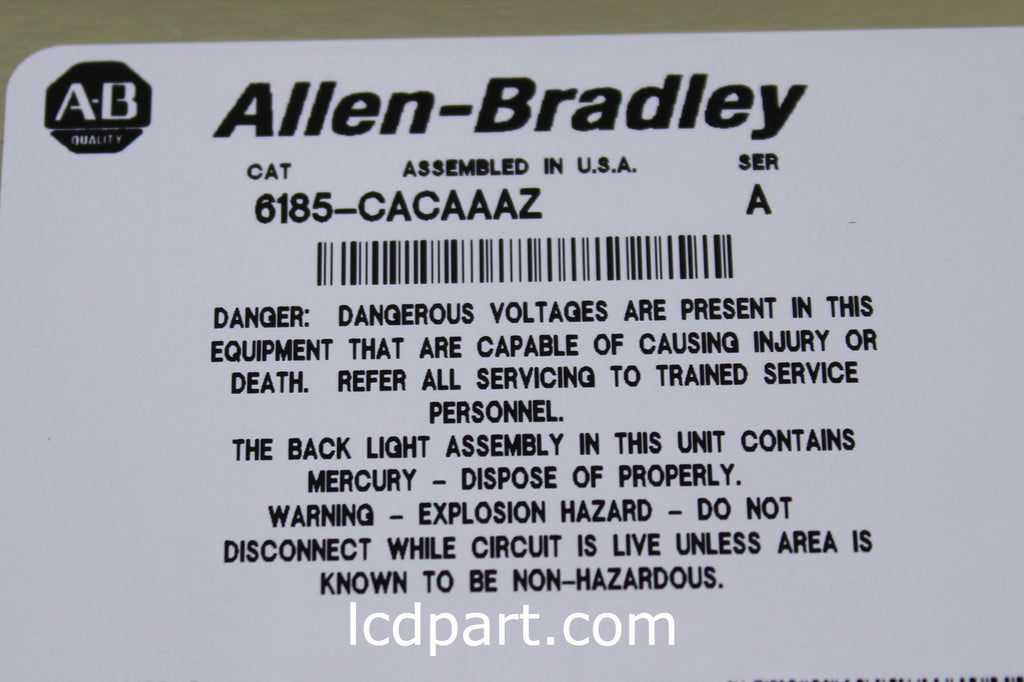 A-B
QUALITY
Allen-Bradley
CAT ASSEMBLED IN U.S.A. SER
6185-CACAAAZ A
DANGER: DANGEROUS VOLTAGES ARE PRESENT IN THIS
EQUIPMENT THAT ARE CAPABLE OF CAUSING INJURY OR
DEATH. REFER ALL SERVICING TO TRAINED SERVICE
PERSONNEL.
THE BACK LIGHT ASSEMBLY IN THIS UNIT CONTAINS
MERCURY - DISPOSE OF PROPERLY.
WARNING - EXPLOSION HAZARD - DO NOT
DISCONNECT WHILE CIRCUIT IS LIVE UNLESS AREA IS
KNOWN TO BE NON-HAZARDOUS.
lcdpart.com